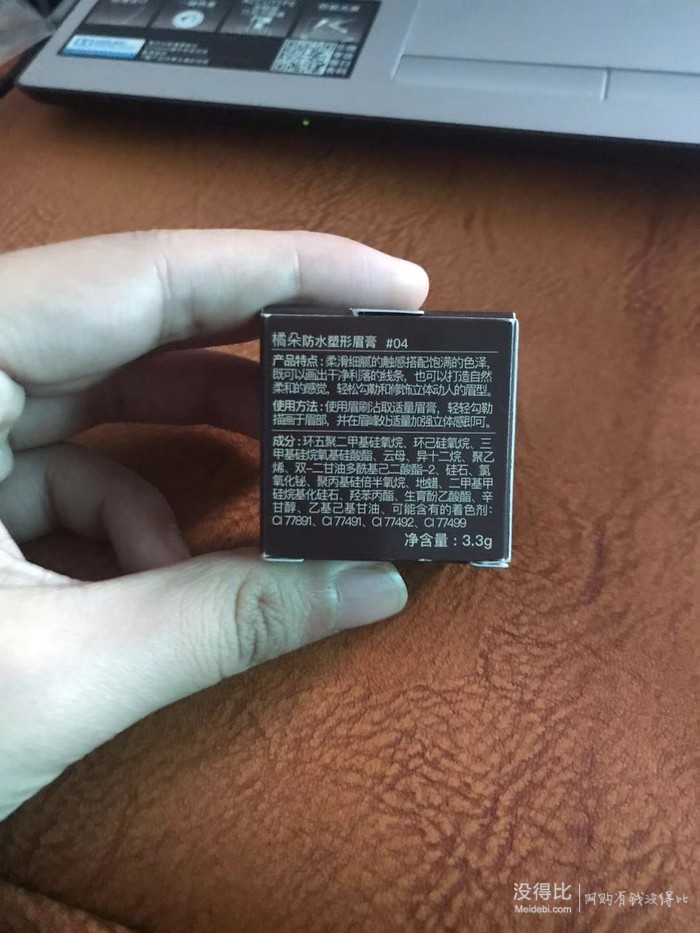 橘朵防水塑形眉膏 #04
产品特点：柔滑细腻的触感搭配饱满的色泽，
既可以画出干净利落的线条，也可以打造自然
柔和的感觉，轻松勾勒和修饰立体动人的眉型。
使用方法：使用眉刷沾取适量眉膏，轻轻勾勒
描画于眉部，并在眉峰处适量加强立体感即可。
成分：环五聚二甲基硅氧烷、环己硅氧烷、三
甲基硅烷氧基硅酸酯、云母、异十二烷、聚乙
烯、双-二甘油多酰基己二酸酯-2、硅石、氯
氧化铋、聚丙基硅倍半氧烷、地蜡、二甲基甲
硅烷基化硅石、羟苯丙酯、生育酚乙酸酯、辛
甘醇、乙基己基甘油、可能含有的着色剂：
CI 77891、CI 77491、CI 77492、CI 77499
净含量：3.3g
没得比
Meidebi.com
阿购有钱没得比